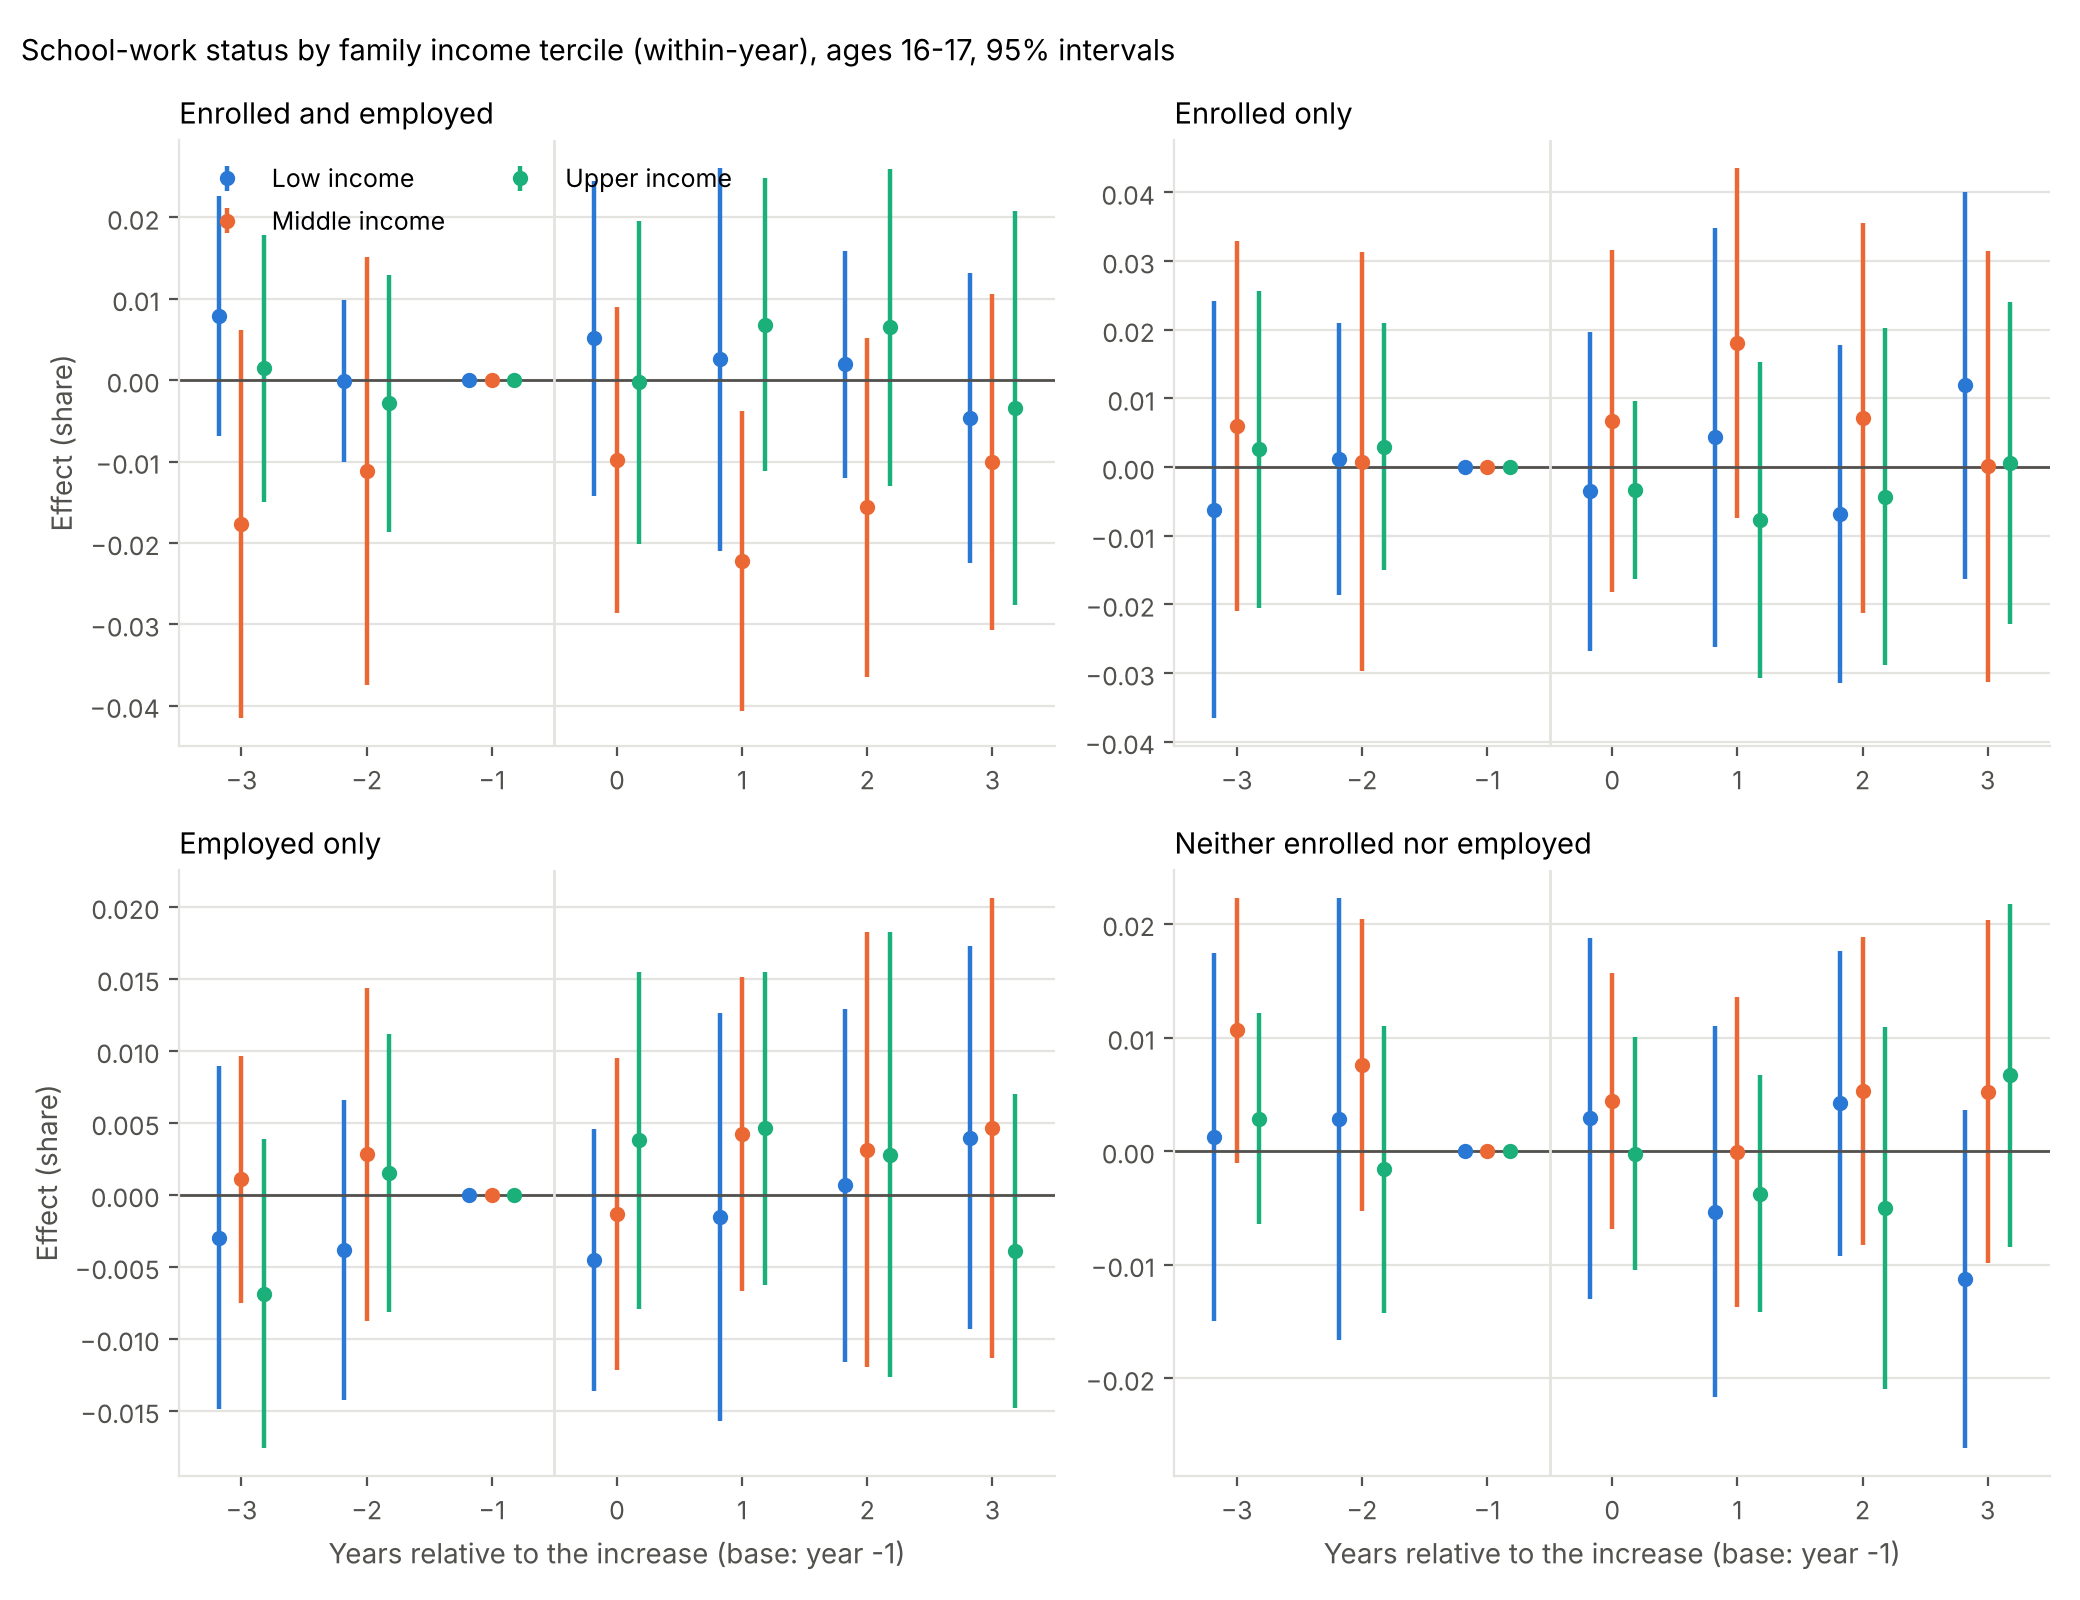 School-work status by family income tercile (within-year), ages 16-17, 95% intervals
Enrolled and employed
Low income
Upper income
Middle income
Effect (share)
0.02
0.01
0.00
−0.01
−0.02
−0.03
−0.04
−3 −2 −1 0 1 2 3
Enrolled only
0.04
0.03
0.02
0.01
0.00
−0.01
−0.02
−0.03
−0.04
−3 −2 −1 0 1 2 3
Employed only
Effect (share)
0.020
0.015
0.010
0.005
0.000
−0.005
−0.010
−0.015
−3 −2 −1 0 1 2 3
Years relative to the increase (base: year -1)
Neither enrolled nor employed
0.02
0.01
0.00
−0.01
−0.02
−3 −2 −1 0 1 2 3
Years relative to the increase (base: year -1)